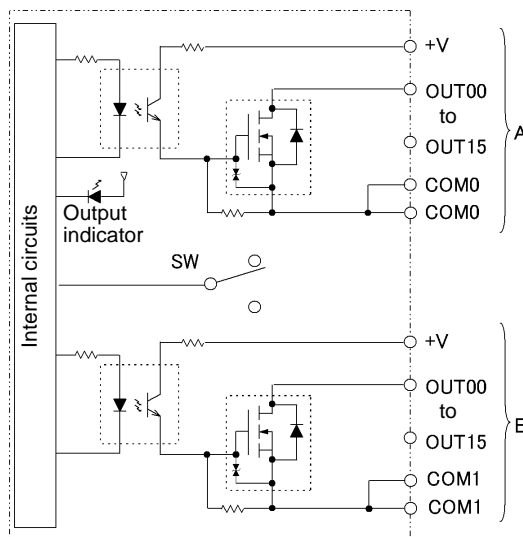 +V
OUT00
to
OUT15
A
COM0
COM0
Output
indicator
Internal circuits
SW
+V
OUT00
to
OUT15
COM1
COM1